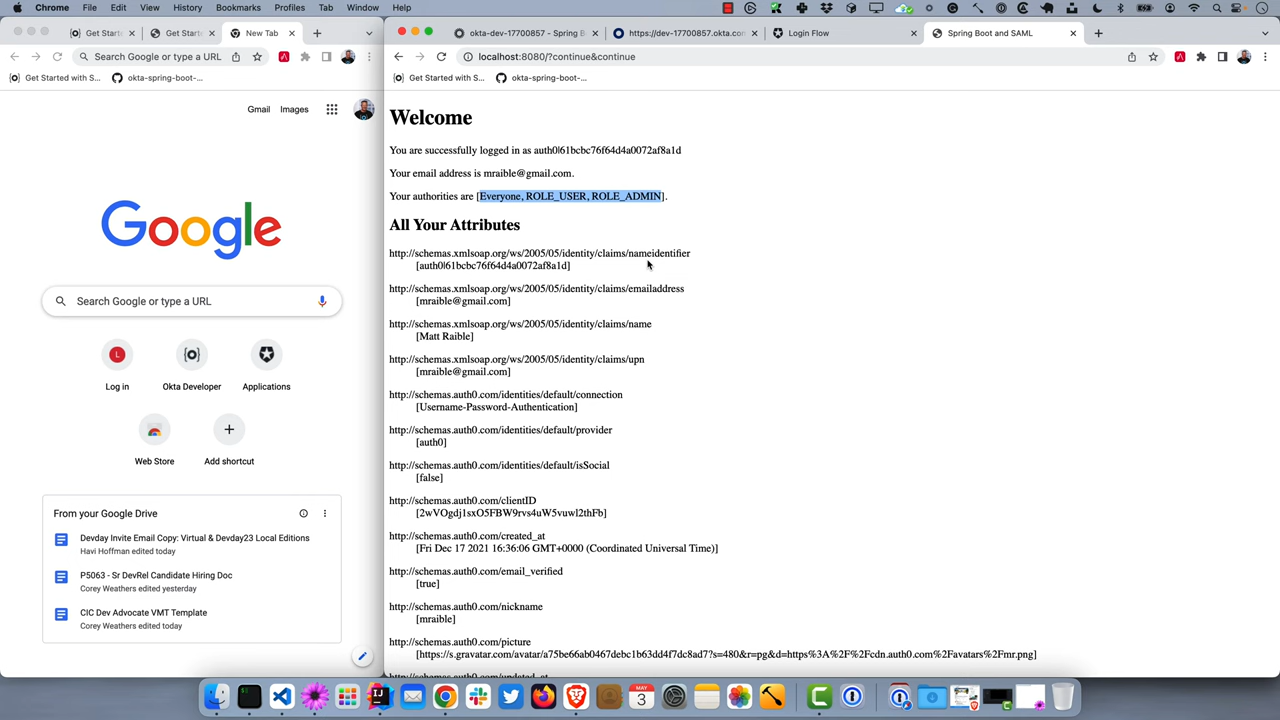 Chrome File Edit View History Bookmarks Profiles Tab Window Help
Get Starte
Get Starte
New Tab
Search Google or type a URL
Get Started with S...
okta-spring-boot-...
Gmail Images
Google
Search Google or type a URL
Log in
Okta Developer
Applications
Web Store
Add shortcut
From your Google Drive
Devday Invite Email Copy: Virtual & Devday23 Local Editions
Havi Hoffman edited today
P5063 - Sr DevRel Candidate Hiring Doc
Corey Weathers edited yesterday
CIC Dev Advocate VMT Template
Corey Weathers edited today
okta-dev-17700857 - Spring B
https://dev-17700857.okta.com
Login Flow
Spring Boot and SAML
localhost:8080/?continue&continue
Get Started with S...
okta-spring-boot-...
Welcome
You are successfully logged in as auth0|61bcbc76f64d4a0072af8a1d
Your email address is mraible@gmail.com.
Your authorities are [Everyone, ROLE_USER, ROLE_ADMIN].
All Your Attributes
http://schemas.xmlsoap.org/ws/2005/05/identity/claims/nameidentifier
[auth0|61bcbc76f64d4a0072af8a1d]
http://schemas.xmlsoap.org/ws/2005/05/identity/claims/emailaddress
[mraible@gmail.com]
http://schemas.xmlsoap.org/ws/2005/05/identity/claims/name
[Matt Raible]
http://schemas.xmlsoap.org/ws/2005/05/identity/claims/upn
[mraible@gmail.com]
http://schemas.auth0.com/identities/default/connection
[Username-Password-Authentication]
http://schemas.auth0.com/identities/default/provider
[auth0]
http://schemas.auth0.com/identities/default/isSocial
[false]
http://schemas.auth0.com/clientID
[2wVOgdj1sxO5FBW9rvs4uW5vuwl2thFb]
http://schemas.auth0.com/created_at
[Fri Dec 17 2021 16:36:06 GMT+0000 (Coordinated Universal Time)]
http://schemas.auth0.com/email_verified
[true]
http://schemas.auth0.com/nickname
[mraible]
http://schemas.auth0.com/picture
[https://s.gravatar.com/avatar/a75be66ab0467debc1b63dd4f7dc8ad7?s=480&r=pg&d=https%3A%2F%2Fcdn.auth0.com%2Favatars%2Fmr.png]
http://schemas.auth0.com/updated_at
MAY
3